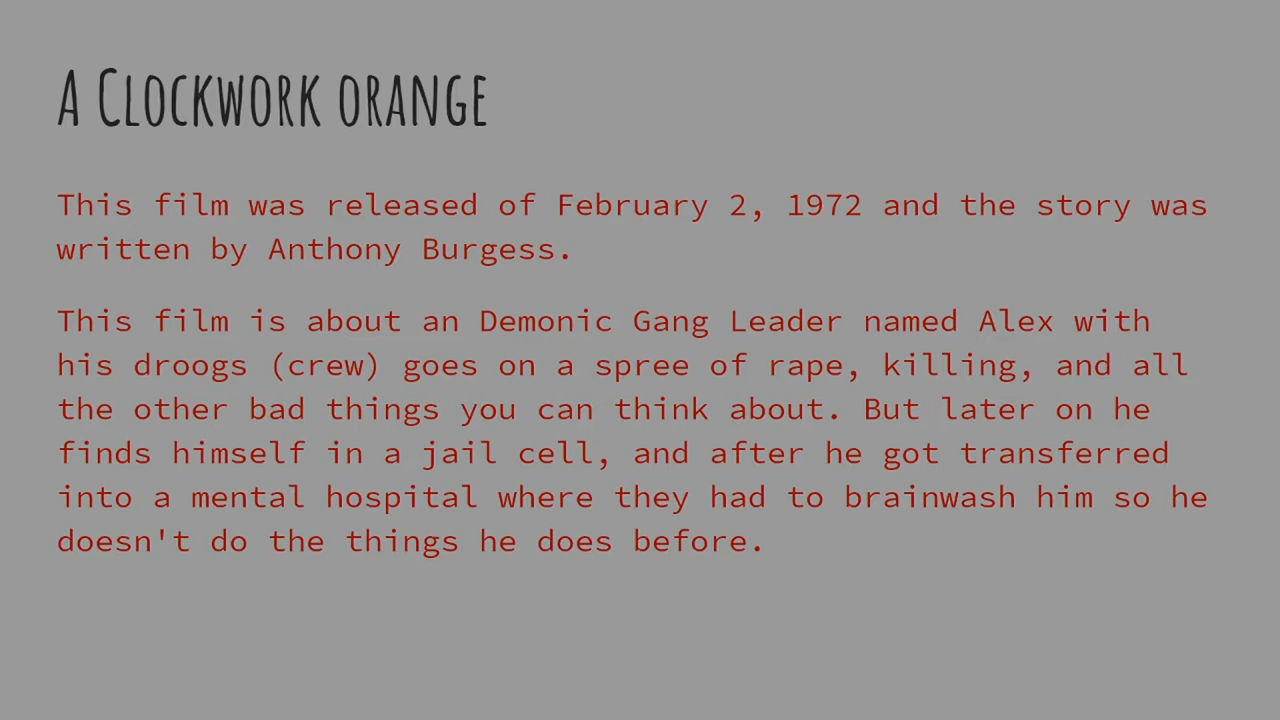 A Clockwork orange
This film was released of February 2, 1972 and the story was
written by Anthony Burgess.
This film is about an Demonic Gang Leader named Alex with
his droogs (crew) goes on a spree of rape, killing, and all
the other bad things you can think about. But later on he
finds himself in a jail cell, and after he got transferred
into a mental hospital where they had to brainwash him so he
doesn't do the things he does before.